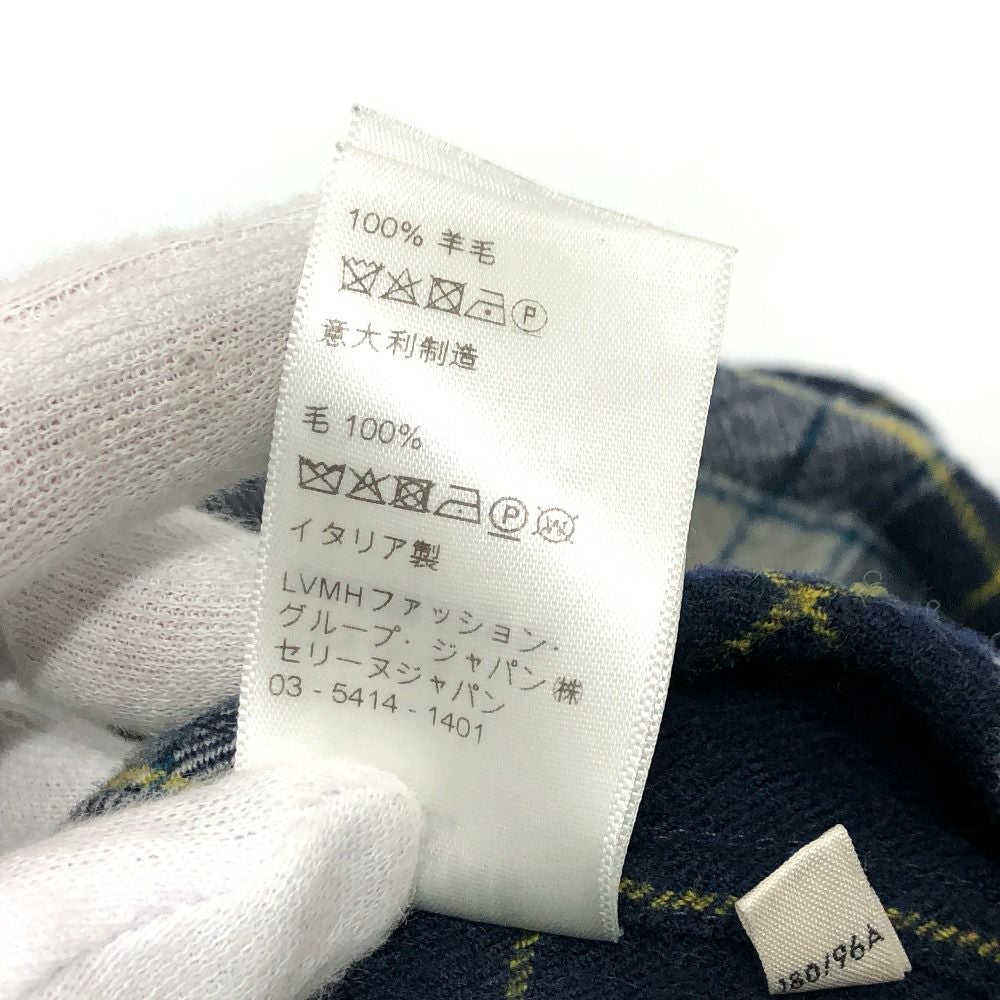 100% 羊毛
P
意大利制造
毛 100%
P W
イタリア製
LVMHファッション・
グループ・ジャパン㈱
セリーヌジャパン
03 - 5414 - 1401
180/96A